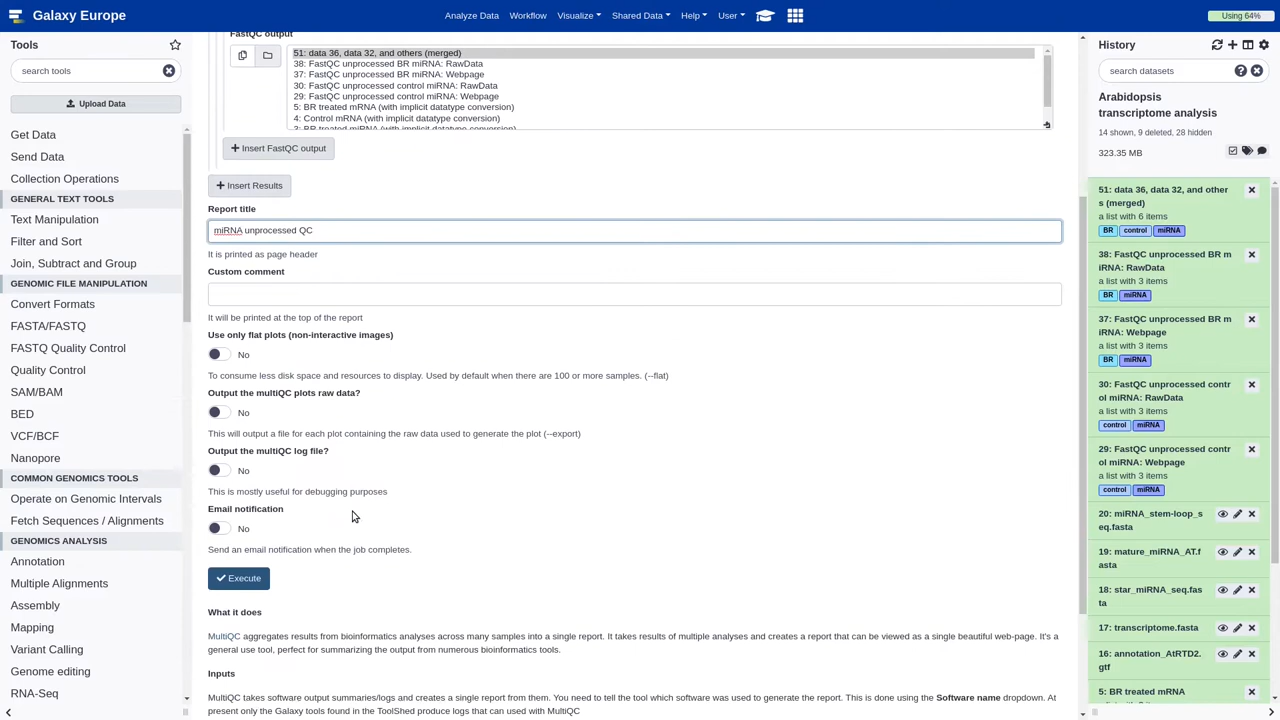 Galaxy Europe
Analyze Data Workflow Visualize Shared Data Help User
Using 64%
Tools
search tools
Upload Data
Get Data
Send Data
Collection Operations
GENERAL TEXT TOOLS
Text Manipulation
Filter and Sort
Join, Subtract and Group
GENOMIC FILE MANIPULATION
Convert Formats
FASTA/FASTQ
FASTQ Quality Control
Quality Control
SAM/BAM
BED
VCF/BCF
Nanopore
COMMON GENOMICS TOOLS
Operate on Genomic Intervals
Fetch Sequences / Alignments
GENOMICS ANALYSIS
Annotation
Multiple Alignments
Assembly
Mapping
Variant Calling
Genome editing
RNA-Seq
FastQC output
51: data 36, data 32, and others (merged)
38: FastQC unprocessed BR miRNA: RawData
37: FastQC unprocessed BR miRNA: Webpage
30: FastQC unprocessed control miRNA: RawData
29: FastQC unprocessed control miRNA: Webpage
5: BR treated mRNA (with implicit datatype conversion)
4: Control mRNA (with implicit datatype conversion)
3: BR treated miRNA (with implicit datatype conversion)
Insert FastQC output
Insert Results
Report title
miRNA unprocessed QC
It is printed as page header
Custom comment
It will be printed at the top of the report
Use only flat plots (non-interactive images)
No
To consume less disk space and resources to display. Used by default when there are 100 or more samples. (--flat)
Output the multiQC plots raw data?
No
This will output a file for each plot containing the raw data used to generate the plot (--export)
Output the multiQC log file?
No
This is mostly useful for debugging purposes
Email notification
No
Send an email notification when the job completes.
Execute
What it does
MultiQC aggregates results from bioinformatics analyses across many samples into a single report. It takes results of multiple analyses and creates a report that can be viewed as a single beautiful web-page. It's a
general use tool, perfect for summarizing the output from numerous bioinformatics tools.
Inputs
MultiQC takes software output summaries/logs and creates a single report from them. You need to tell the tool which software was used to generate the report. This is done using the Software name dropdown. At
present only the Galaxy tools found in the ToolShed produce logs that can used with MultiQC
History
search datasets
Arabidopsis
transcriptome analysis
14 shown, 9 deleted, 28 hidden
323.35 MB
51: data 36, data 32, and other
s (merged)
a list with 6 items
BR control miRNA
38: FastQC unprocessed BR m
iRNA: RawData
a list with 3 items
BR miRNA
37: FastQC unprocessed BR m
iRNA: Webpage
a list with 3 items
BR miRNA
30: FastQC unprocessed contr
ol miRNA: RawData
a list with 3 items
control miRNA
29: FastQC unprocessed contr
ol miRNA: Webpage
a list with 3 items
control miRNA
20: miRNA_stem-loop_s
eq.fasta
19: mature_miRNA_AT.f
asta
18: star_miRNA_seq.fas
ta
17: transcriptome.fasta
16: annotation_AtRTD2.
gtf
5: BR treated mRNA